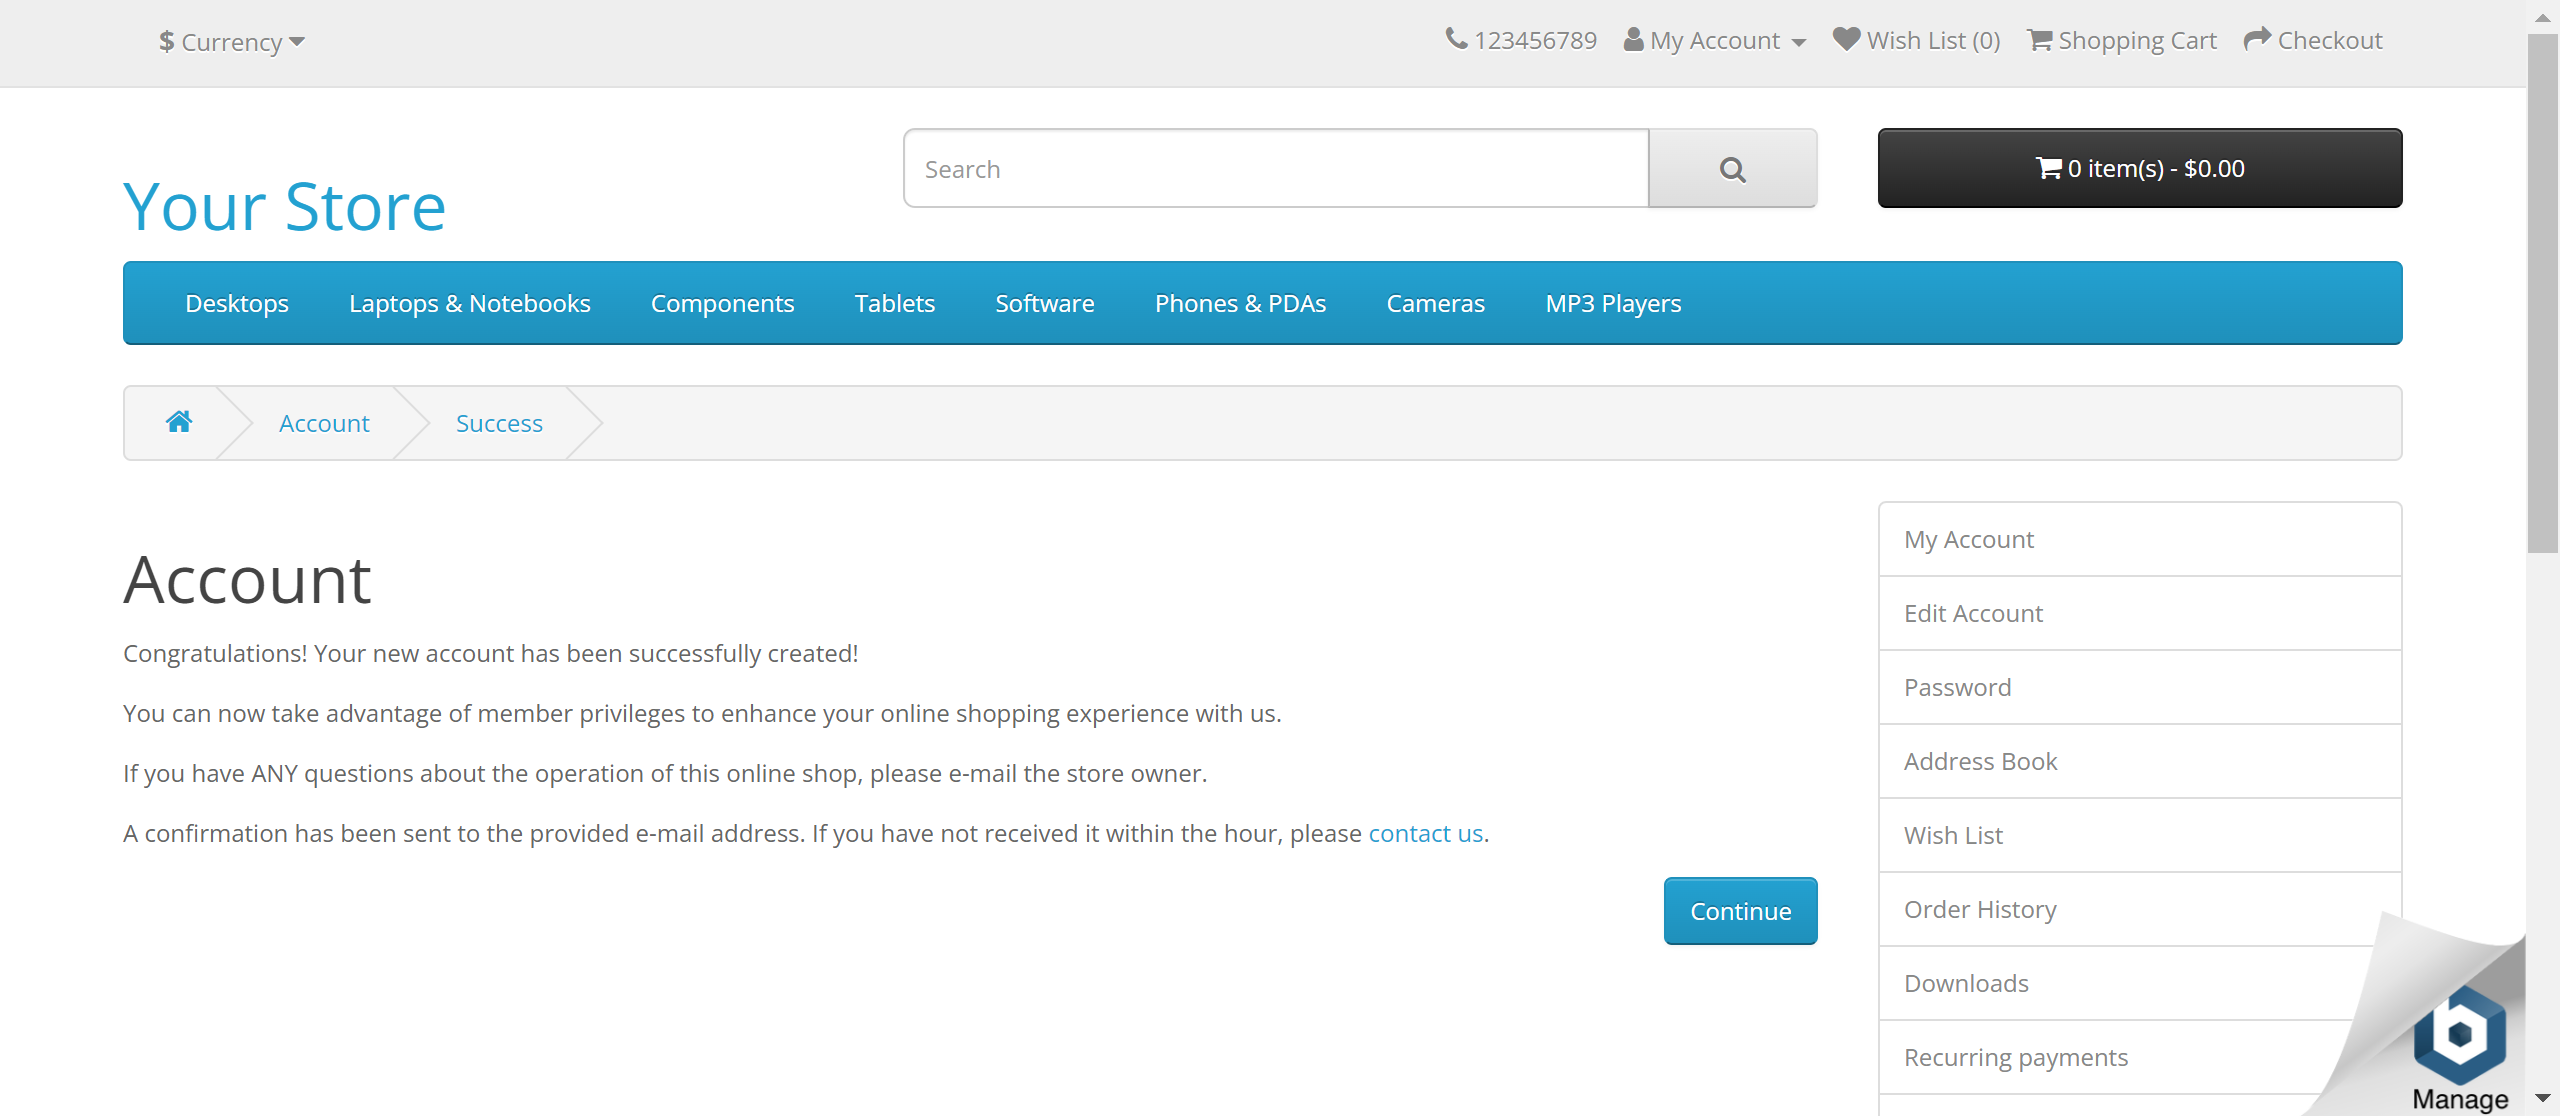 $ Currency
123456789 My Account Wish List (0) Shopping Cart Checkout
Search
0 item(s) - $0.00
Your Store
Desktops Laptops & Notebooks Components Tablets Software Phones & PDAs Cameras MP3 Players
Account Success
Account
Congratulations! Your new account has been successfully created!
You can now take advantage of member privileges to enhance your online shopping experience with us.
If you have ANY questions about the operation of this online shop, please e-mail the store owner.
A confirmation has been sent to the provided e-mail address. If you have not received it within the hour, please contact us.
Continue
My Account
Edit Account
Password
Address Book
Wish List
Order History
Downloads
Recurring payments
b
Manage